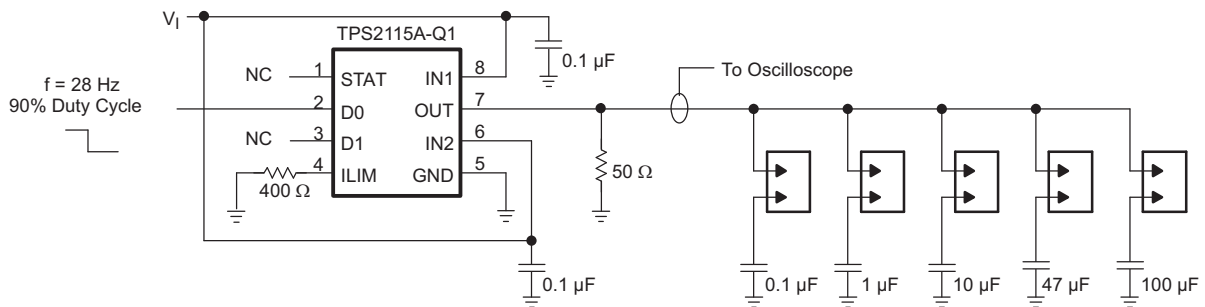 V_I
TPS2115A-Q1
0.1 µF
NC
1
STAT
IN1
8
To Oscilloscope
f = 28 Hz
90% Duty Cycle
2
D0
OUT
7
NC
3
D1
IN2
6
4
ILIM
GND
5
400 Ω
50 Ω
0.1 µF
0.1 µF
1 µF
10 µF
47 µF
100 µF